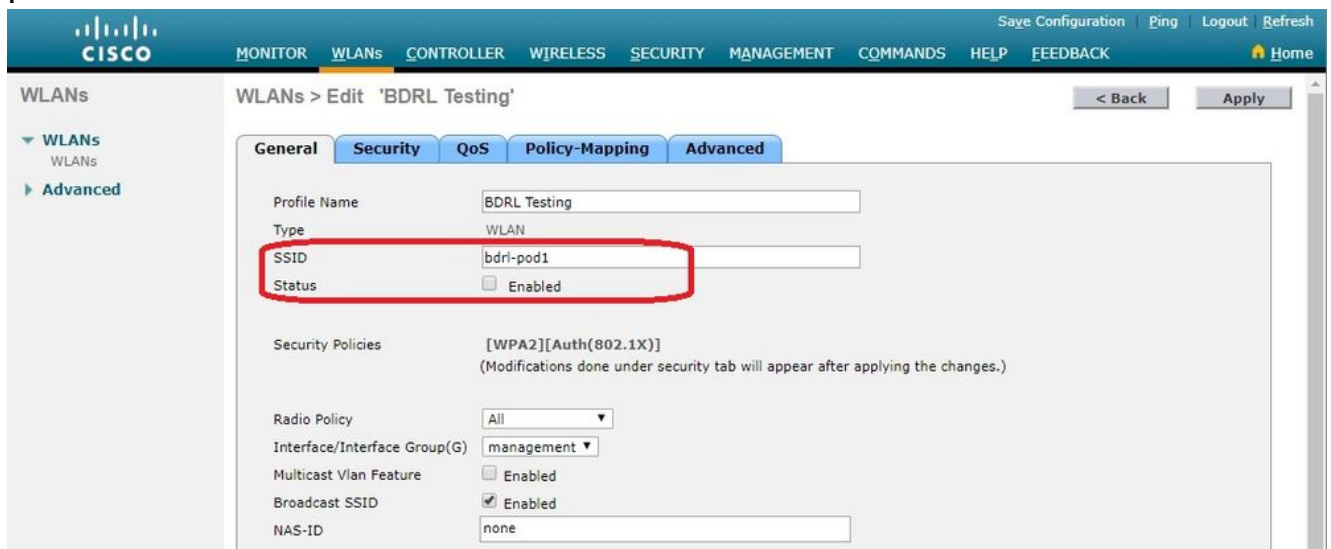 Save Configuration | Ping | Logout | Refresh
CISCO MONITOR WLANs CONTROLLER WIRELESS SECURITY MANAGEMENT COMMANDS HELP FEEDBACK Home
WLANs WLANs > Edit 'BDRL Testing' < Back Apply
WLANs
WLANs
Advanced
General Security QoS Policy-Mapping Advanced
Profile Name BDRL Testing
Type WLAN
SSID bdrl-pod1
Status Enabled
Security Policies [WPA2][Auth(802.1X)]
(Modifications done under security tab will appear after applying the changes.)
Radio Policy All
Interface/Interface Group(G) management
Multicast Vlan Feature Enabled
Broadcast SSID Enabled
NAS-ID none